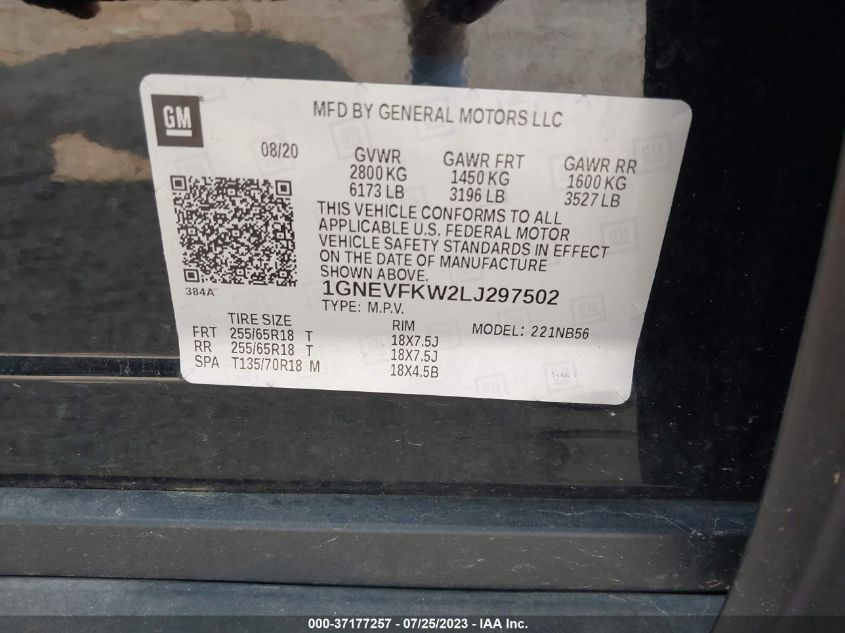 GM
MFD BY GENERAL MOTORS LLC
08/20 GVWR GAWR FRT GAWR RR
2800 KG 1450 KG 1600 KG
6173 LB 3196 LB 3527 LB
THIS VEHICLE CONFORMS TO ALL
APPLICABLE U.S. FEDERAL MOTOR
VEHICLE SAFETY STANDARDS IN EFFECT
ON THE DATE OF MANUFACTURE
SHOWN ABOVE.
384A
1GNEVFKW2LJ297502
TYPE: M.P.V.
TIRE SIZE RIM MODEL: 221NB56
FRT 255/65R18 T 18X7.5J
RR 255/65R18 T 18X7.5J
SPA T135/70R18 M 18X4.5B
000-37177257 - 07/25/2023 - Copyright 2023 - IAA Inc.